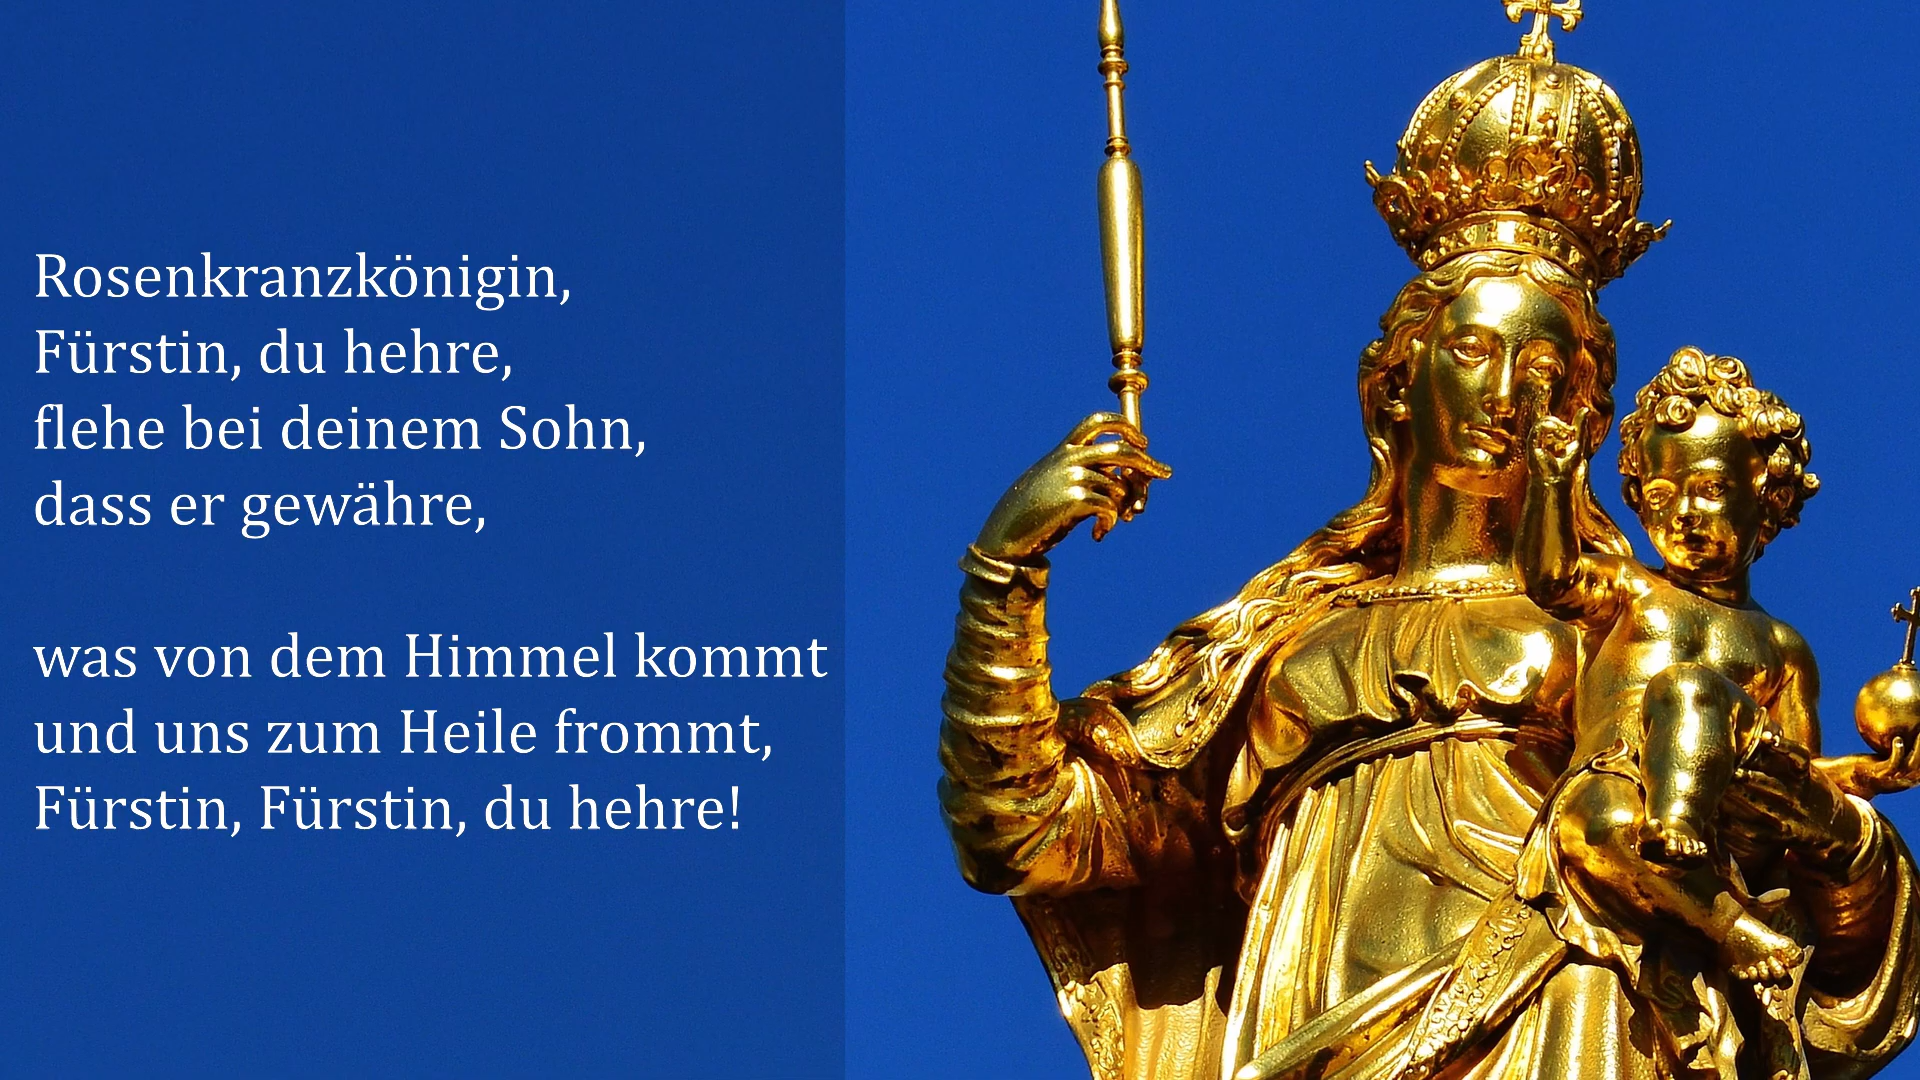 Rosenkranzkönigin,
Fürstin, du hehre,
flehe bei deinem Sohn,
dass er gewähre,
was von dem Himmel kommt
und uns zum Heile frommt,
Fürstin, Fürstin, du hehre!